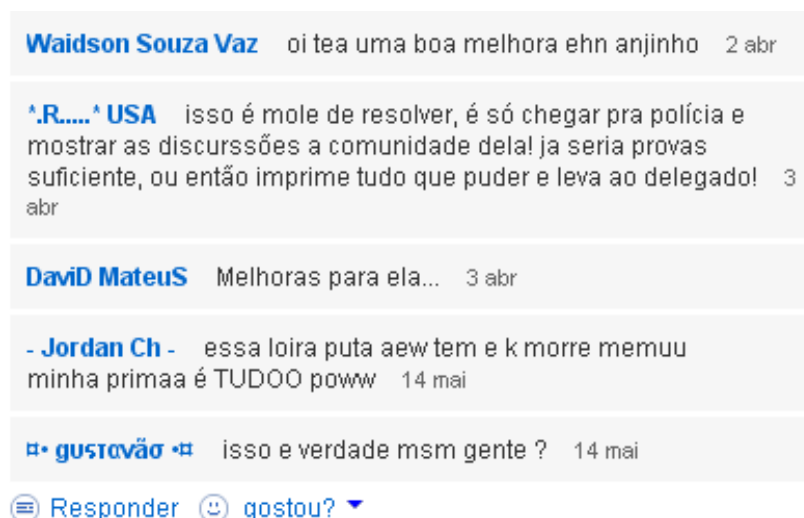 Waidson Souza Vaz oi tea uma boa melhora ehn anjinho 2 abr
*.R.....* USA isso é mole de resolver, é só chegar pra polícia e
mostrar as discurssões a comunidade dela! ja seria provas
suficiente, ou então imprime tudo que puder e leva ao delegado! 3
abr
DaviD MateuS Melhoras para ela... 3 abr
- Jordan Ch - essa loira puta aew tem e k morre memuu
minha primaa é TUDOO poww 14 mai
¤• gusταvãσ •¤ isso e verdade msm gente ? 14 mai
Responder gostou?